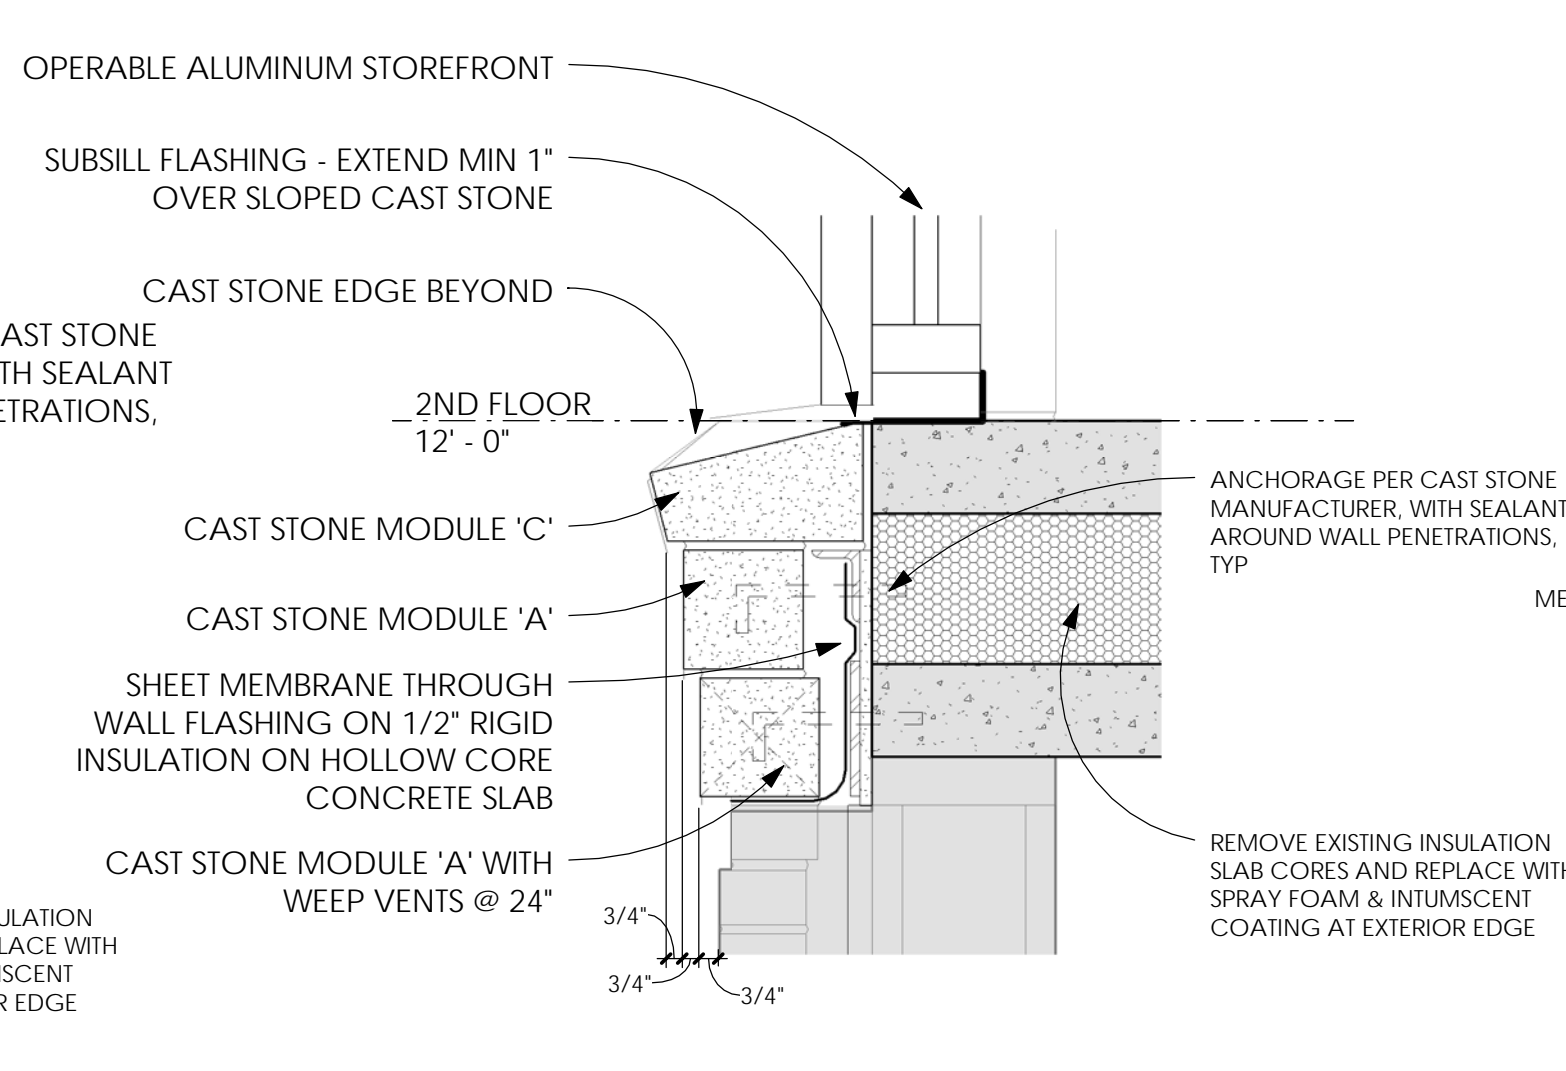 OPERABLE ALUMINUM STOREFRONT
SUBSILL FLASHING - EXTEND MIN 1"
OVER SLOPED CAST STONE
CAST STONE EDGE BEYOND
AST STONE
TH SEALANT
ETRATIONS,
2ND FLOOR
12' - 0"
CAST STONE MODULE 'C'
CAST STONE MODULE 'A'
SHEET MEMBRANE THROUGH
WALL FLASHING ON 1/2" RIGID
INSULATION ON HOLLOW CORE
CONCRETE SLAB
CAST STONE MODULE 'A' WITH
WEEP VENTS @ 24"
ULATION
LACE WITH
SCENT
R EDGE
3/4"
3/4"
3/4"
ANCHORAGE PER CAST STONE
MANUFACTURER, WITH SEALANT
AROUND WALL PENETRATIONS,
TYP
ME
REMOVE EXISTING INSULATION
SLAB CORES AND REPLACE WITH
SPRAY FOAM & INTUMSCENT
COATING AT EXTERIOR EDGE